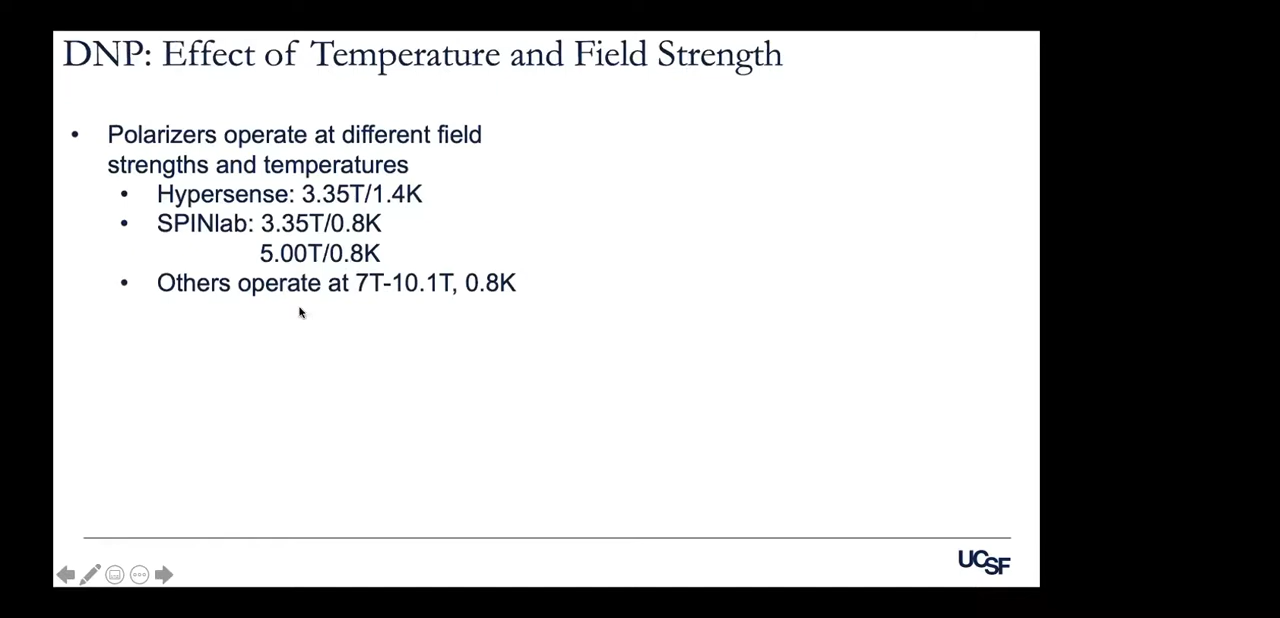 DNP: Effect of Temperature and Field Strength
• Polarizers operate at different field
strengths and temperatures
• Hypersense: 3.35T/1.4K
• SPINlab: 3.35T/0.8K
5.00T/0.8K
• Others operate at 7T-10.1T, 0.8K
UCSF